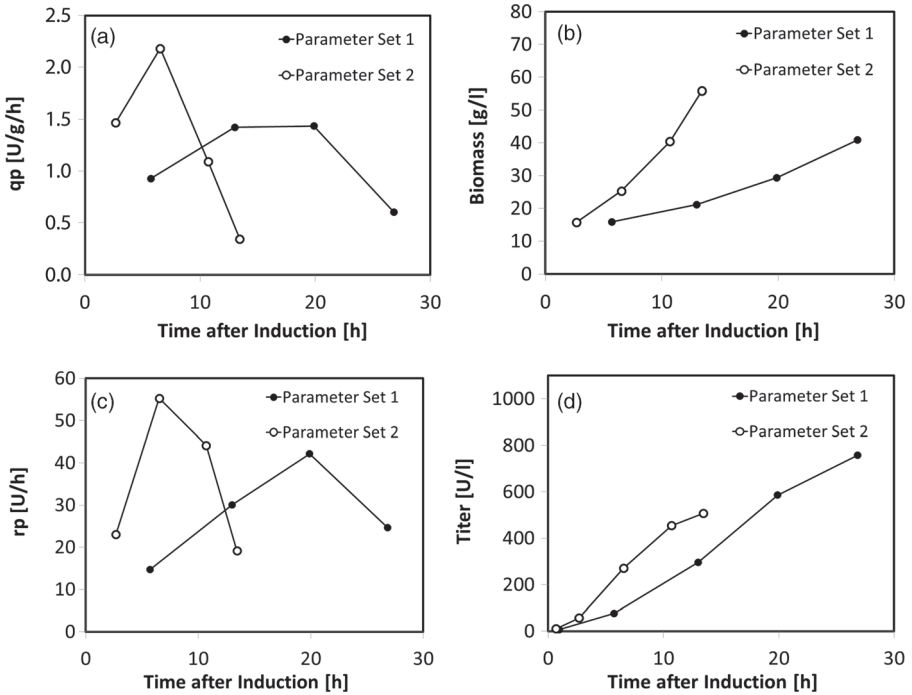 (a)
Parameter Set 1
Parameter Set 2
qp [U/g/h]
2.5
2.0
1.5
1.0
0.5
0.0
0 10 20 30
Time after Induction [h]
(b)
Parameter Set 1
Parameter Set 2
Biomass [g/l]
80
70
60
50
40
30
20
10
0
0 10 20 30
Time after Induction [h]
(c)
Parameter Set 1
Parameter Set 2
rp [U/h]
60
50
40
30
20
10
0
0 10 20 30
Time after Induction [h]
(d)
Parameter Set 1
Parameter Set 2
Titer [U/l]
1000
800
600
400
200
0
0 10 20 30
Time after Induction [h]